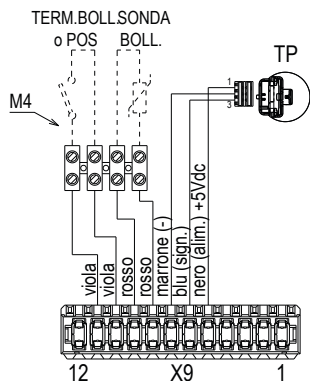 TERM.BOLL.
o POS
SONDA
BOLL.
TP
M4
1
3
viola
viola
rosso
rosso
marrone (-)
blu (sign.)
nero (alim.) +5Vdc
12
X9
1